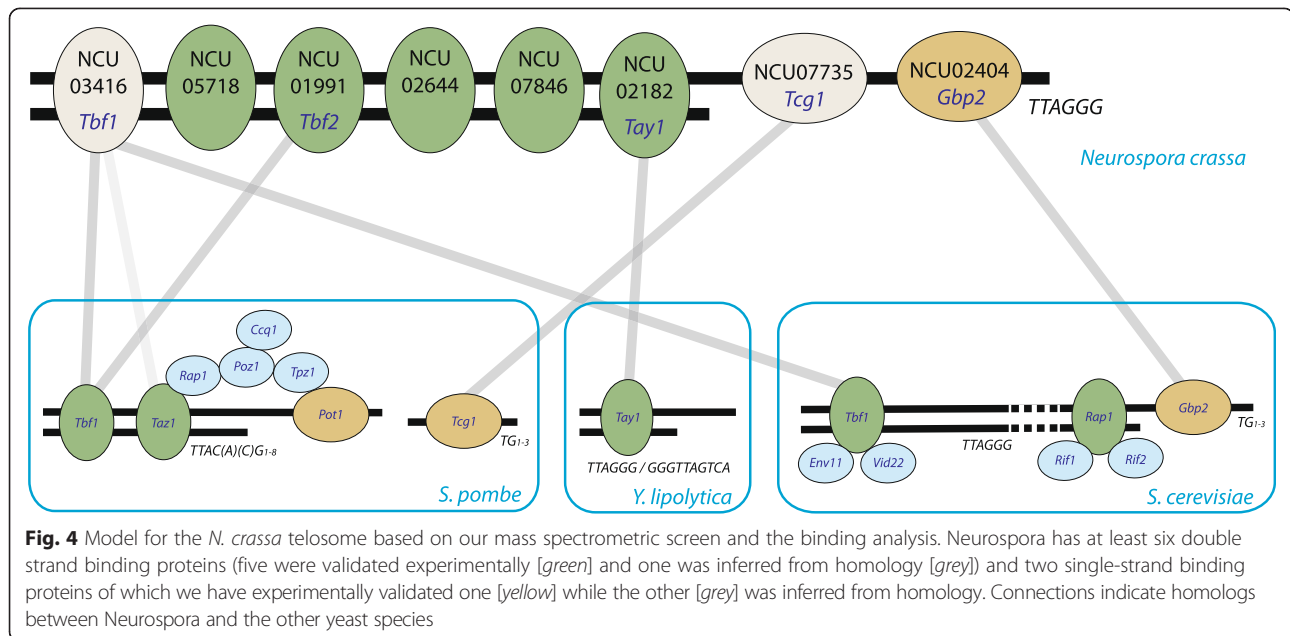 NCU
03416
Tbf1
NCU
05718
NCU
01991
Tbf2
NCU
02644
NCU
07846
NCU
02182
Tay1
NCU07735
Tcg1
NCU02404
Gbp2
TTAGGG
Neurospora crassa
Ccq1
Rap1
Poz1
Tpz1
Tbf1
Taz1
Pot1
TTAC(A)(C)G1-8
Tcg1
TG1-3
S. pombe
Tay1
TTAGGG / GGGTTAGTCA
Y. lipolytica
Tbf1
Env11
Vid22
TTAGGG
Rap1
Rif1
Rif2
Gbp2
TG1-3
S. cerevisiae
Fig. 4 Model for the N. crassa telosome based on our mass spectrometric screen and the binding analysis. Neurospora has at least six double
strand binding proteins (five were validated experimentally [green] and one was inferred from homology [grey]) and two single-strand binding
proteins of which we have experimentally validated one [yellow] while the other [grey] was inferred from homology. Connections indicate homologs
between Neurospora and the other yeast species